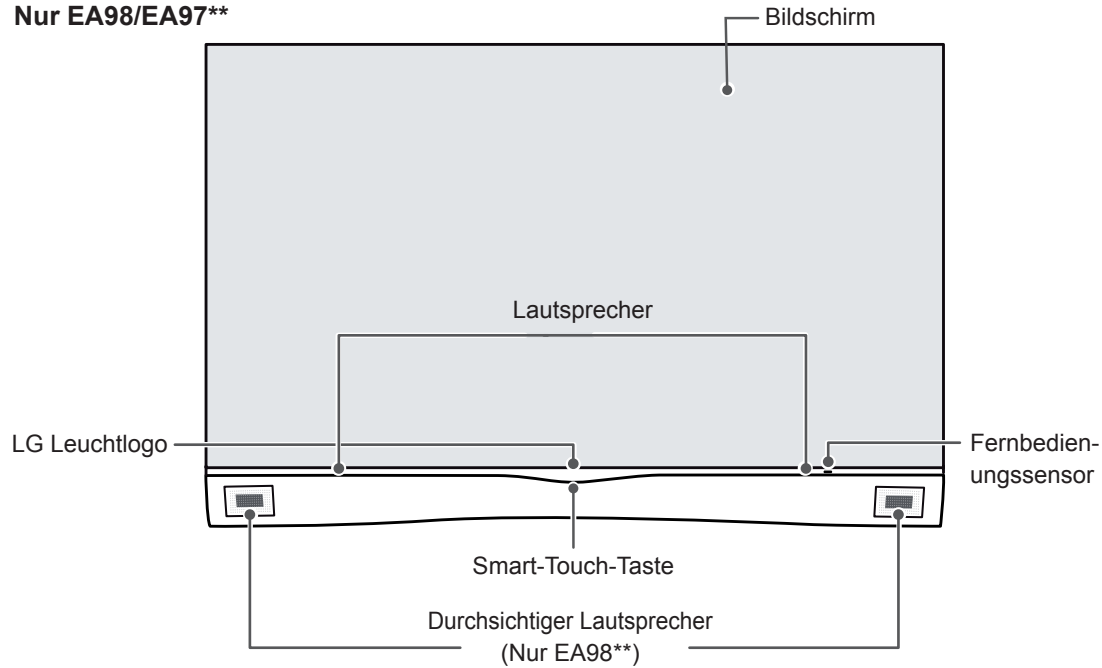 Nur EA98/EA97**
Bildschirm
Lautsprecher
LG Leuchtlogo
Fernbedien-
ungssensor
Smart-Touch-Taste
Durchsichtiger Lautsprecher
(Nur EA98**)